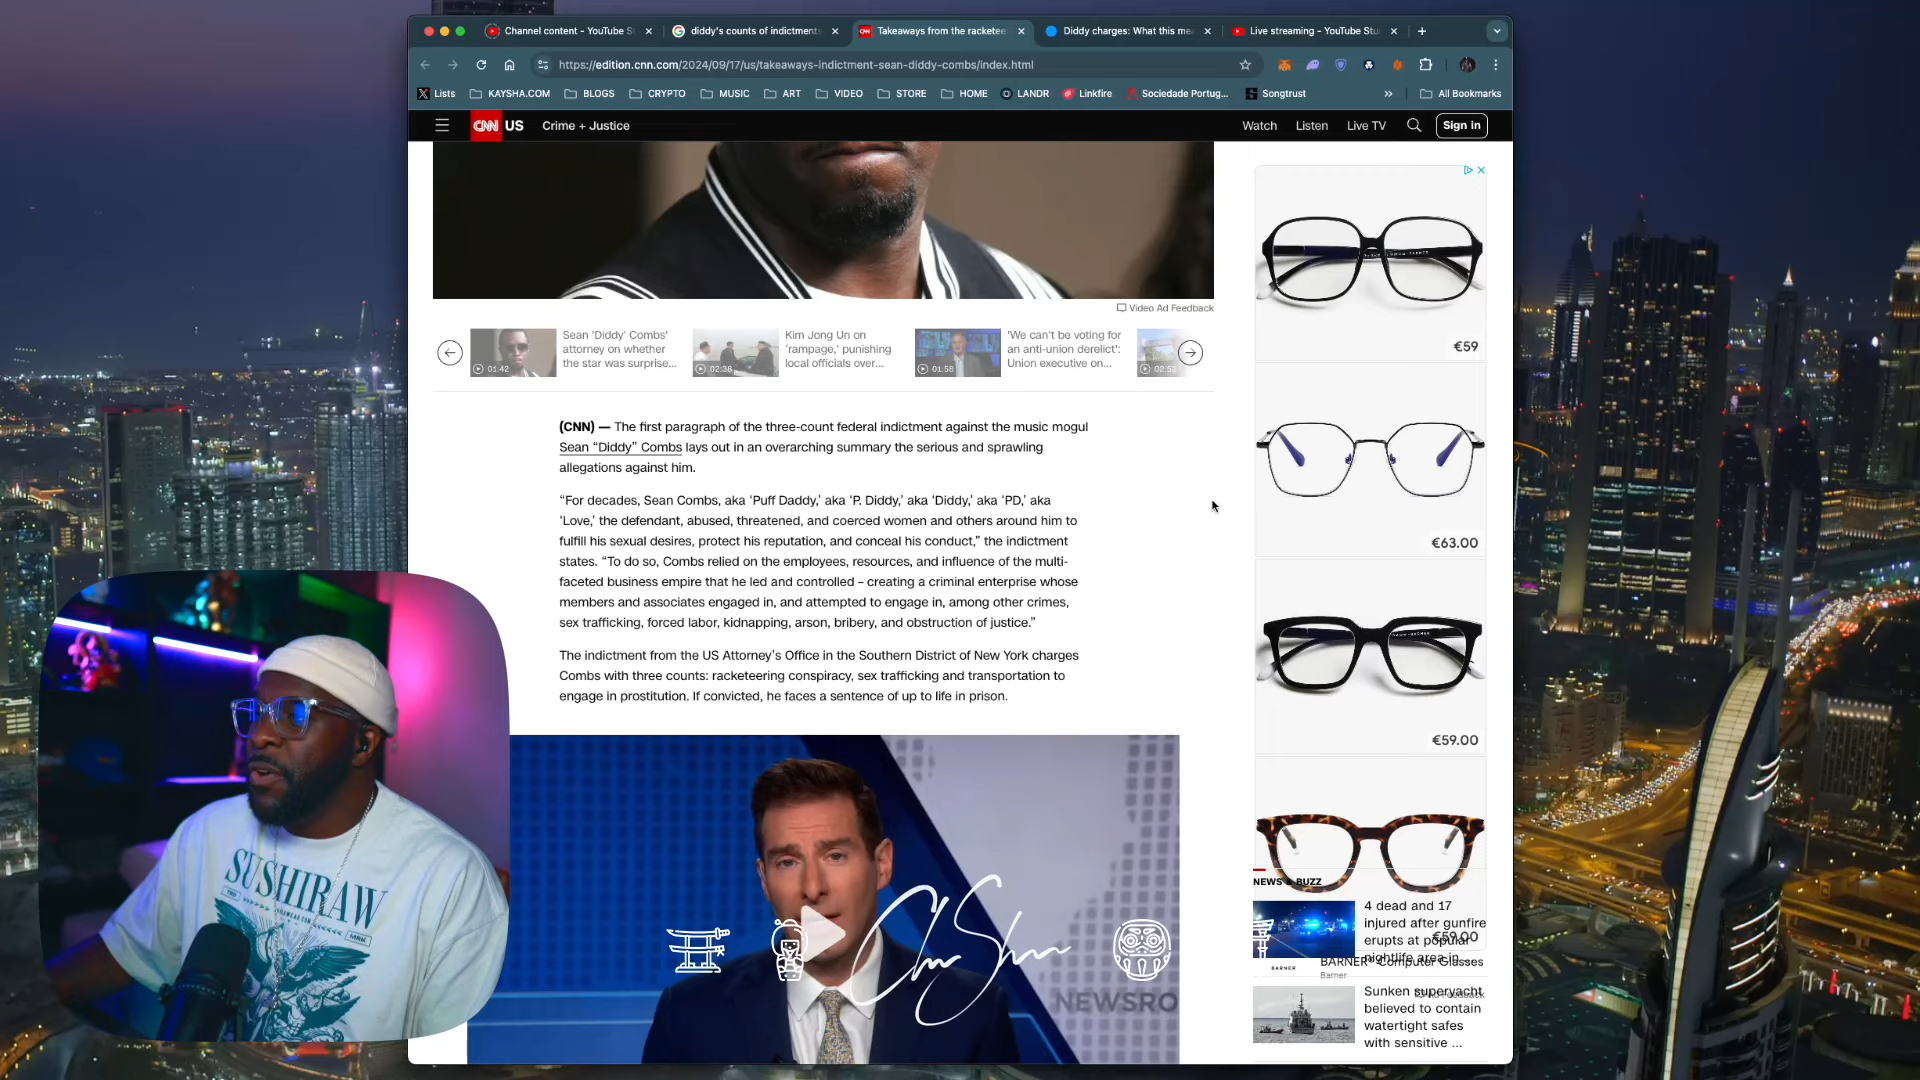 Channel content - YouTube St
diddy's counts of indictments
Takeaways from the racketee
Diddy charges: What this me
Live streaming - YouTube Stu
https://edition.cnn.com/2024/09/17/us/takeaways-indictment-sean-diddy-combs/index.html
Lists
KAYSHA.COM
BLOGS
CRYPTO
MUSIC
ART
VIDEO
STORE
HOME
LANDR
Linkfire
Sociedade Portug...
Songtrust
»
All Bookmarks
CNN US
Crime + Justice
Watch
Listen
Live TV
Sign in
Video Ad Feedback
01:42
Sean 'Diddy' Combs'
attorney on whether
the star was surprise...
02:38
Kim Jong Un on
'rampage,' punishing
local officials over...
01:58
'We can't be voting for
an anti-union derelict':
Union executive on...
02:52
(CNN) — The first paragraph of the three-count federal indictment against the music mogul
Sean “Diddy” Combs lays out in an overarching summary the serious and sprawling
allegations against him.
“For decades, Sean Combs, aka ‘Puff Daddy,’ aka ‘P. Diddy,’ aka ‘Diddy,’ aka ‘PD,’ aka
‘Love,’ the defendant, abused, threatened, and coerced women and others around him to
fulfill his sexual desires, protect his reputation, and conceal his conduct,” the indictment
states. “To do so, Combs relied on the employees, resources, and influence of the multi-
faceted business empire that he led and controlled – creating a criminal enterprise whose
members and associates engaged in, and attempted to engage in, among other crimes,
sex trafficking, forced labor, kidnapping, arson, bribery, and obstruction of justice.”
The indictment from the US Attorney’s Office in the Southern District of New York charges
Combs with three counts: racketeering conspiracy, sex trafficking and transportation to
engage in prostitution. If convicted, he faces a sentence of up to life in prison.
€59
€63.00
€59.00
NEWS & BUZZ
4 dead and 17
injured after gunfire
erupts at popular
nightlife area in...
€59.00
BARNER
BARNER® Computer Glasses
Barner
Sunken superyacht
believed to contain
watertight safes
with sensitive ...
NEWSRO
SUSHIRAW
MRK